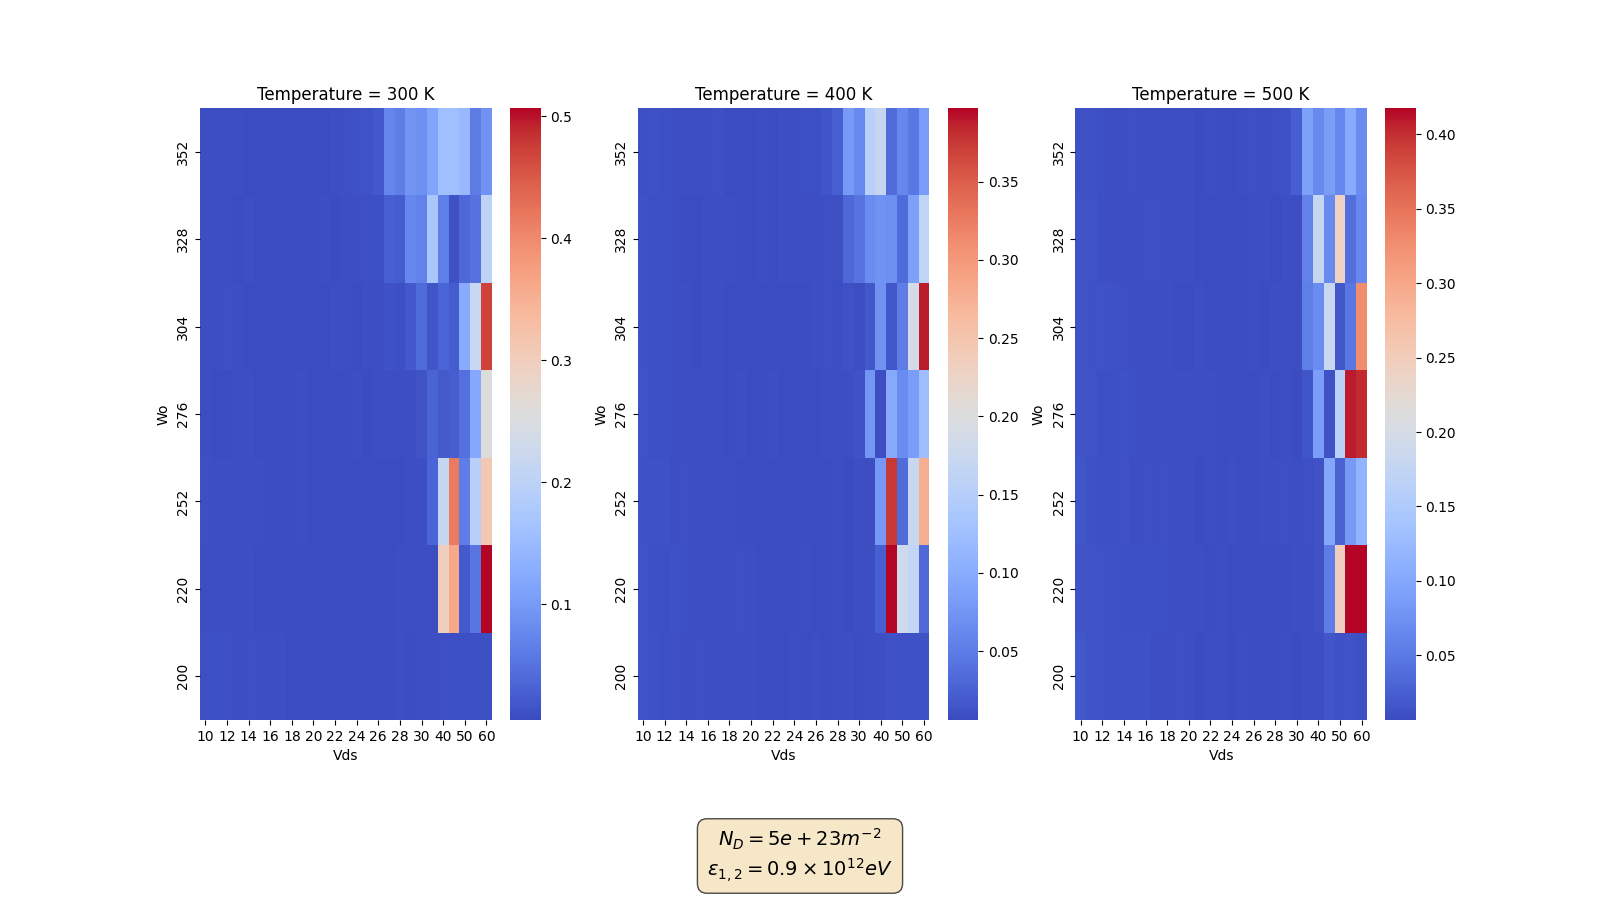 Temperature = 300 K
Temperature = 400 K
Temperature = 500 K
352
328
304
276
252
220
200
Wo
10 12 14 16 18 20 22 24 26 28 30 40 50 60
Vds
0.5
0.4
0.3
0.2
0.1
352
328
304
276
252
220
200
Wo
10 12 14 16 18 20 22 24 26 28 30 40 50 60
Vds
0.35
0.30
0.25
0.20
0.15
0.10
0.05
352
328
304
276
252
220
200
Wo
10 12 14 16 18 20 22 24 26 28 30 40 50 60
Vds
0.40
0.35
0.30
0.25
0.20
0.15
0.10
0.05
N_D = 5e + 23m^{−2}
ε_{1,2} = 0.9 × 10^{12}eV